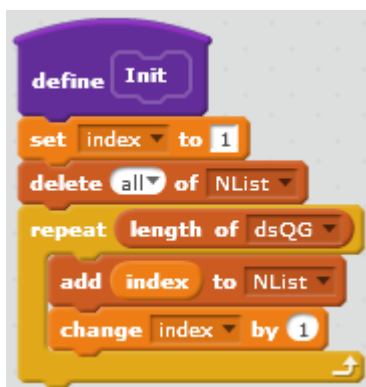 define Init
set index to 1
delete all of NList
repeat length of dsQG
add index to NList
change index by 1